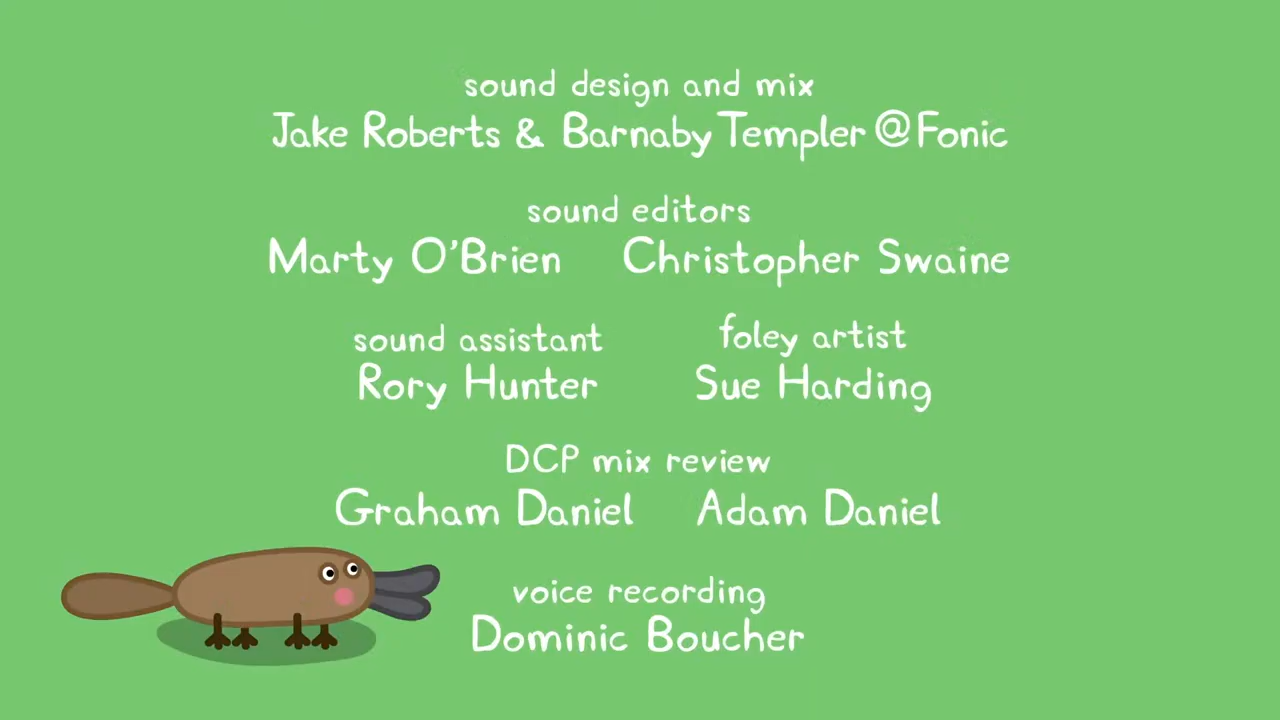 sound design and mix
Jake Roberts & Barnaby Templer @ Fonic
sound editors
Marty O'Brien Christopher Swaine
sound assistant foley artist
Rory Hunter Sue Harding
DCP mix review
Graham Daniel Adam Daniel
voice recording
Dominic Boucher